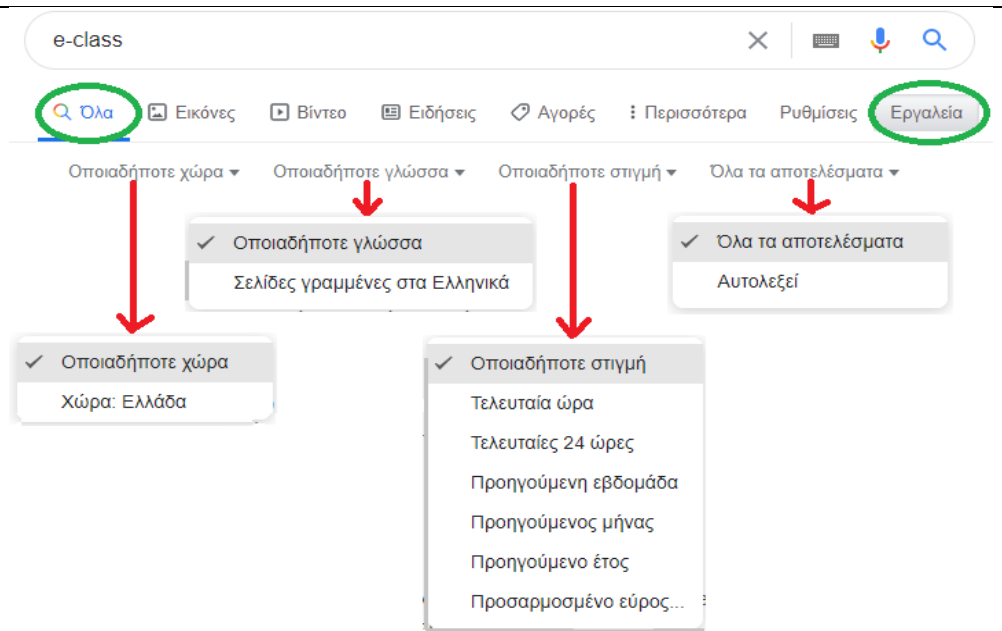 e-class
Όλα Εικόνες Βίντεο Ειδήσεις Αγορές Περισσότερα Ρυθμίσεις Εργαλεία
Οποιαδήποτε χώρα Οποιαδήποτε γλώσσα Οποιαδήποτε στιγμή Όλα τα αποτελέσματα
Οποιαδήποτε γλώσσα
Σελίδες γραμμένες στα Ελληνικά
Όλα τα αποτελέσματα
Αυτολεξεί
Οποιαδήποτε χώρα
Χώρα: Ελλάδα
Οποιαδήποτε στιγμή
Τελευταία ώρα
Τελευταίες 24 ώρες
Προηγούμενη εβδομάδα
Προηγούμενος μήνας
Προηγούμενο έτος
Προσαρμοσμένο εύρος...